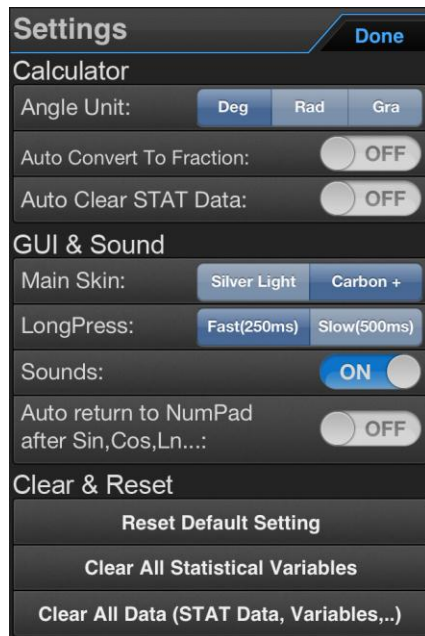 Settings Done
Calculator
Angle Unit: Deg Rad Gra
Auto Convert To Fraction: OFF
Auto Clear STAT Data: OFF
GUI & Sound
Main Skin: Silver Light Carbon +
LongPress: Fast(250ms) Slow(500ms)
Sounds: ON
Auto return to NumPad
after Sin,Cos,Ln...: OFF
Clear & Reset
Reset Default Setting
Clear All Statistical Variables
Clear All Data (STAT Data, Variables,..)